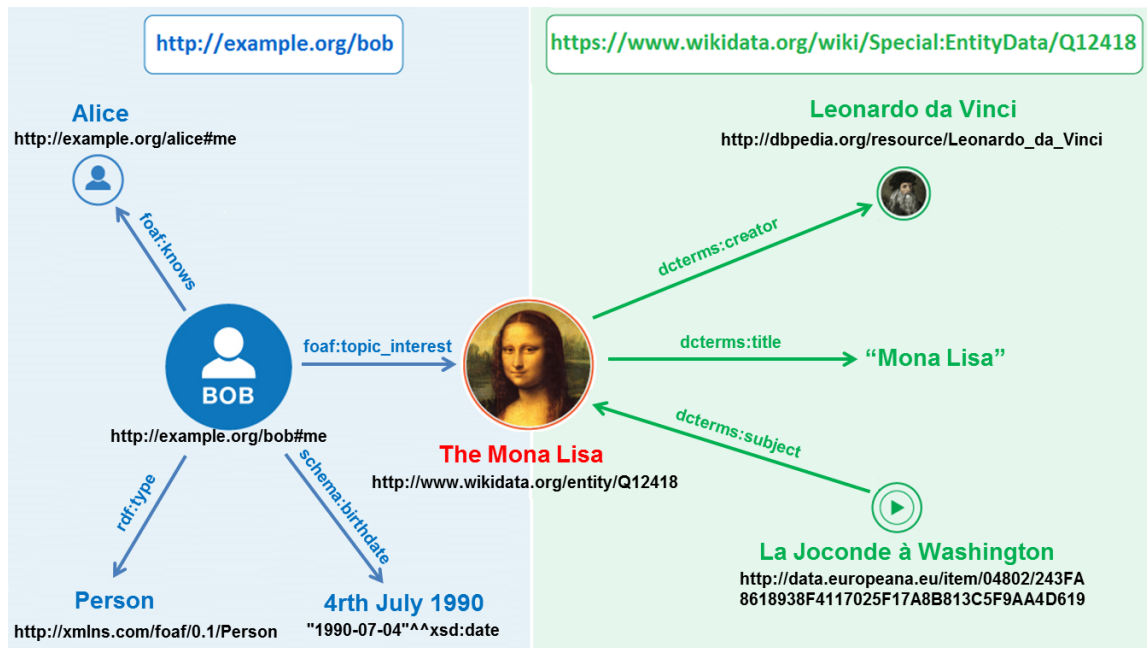 http://example.org/bob
https://www.wikidata.org/wiki/Special:EntityData/Q12418
Alice
http://example.org/alice#me
Leonardo da Vinci
http://dbpedia.org/resource/Leonardo_da_Vinci
foaf:knows
dcterms:creator
BOB
http://example.org/bob#me
foaf:topic_interest
dcterms:title
“Mona Lisa”
dcterms:subject
The Mona Lisa
http://www.wikidata.org/entity/Q12418
rdf:type
schema:birthdate
La Joconde à Washington
http://data.europeana.eu/item/04802/243FA
8618938F4117025F17A8B813C5F9AA4D619
Person
http://xmlns.com/foaf/0.1/Person
4rth July 1990
"1990-07-04"^^xsd:date